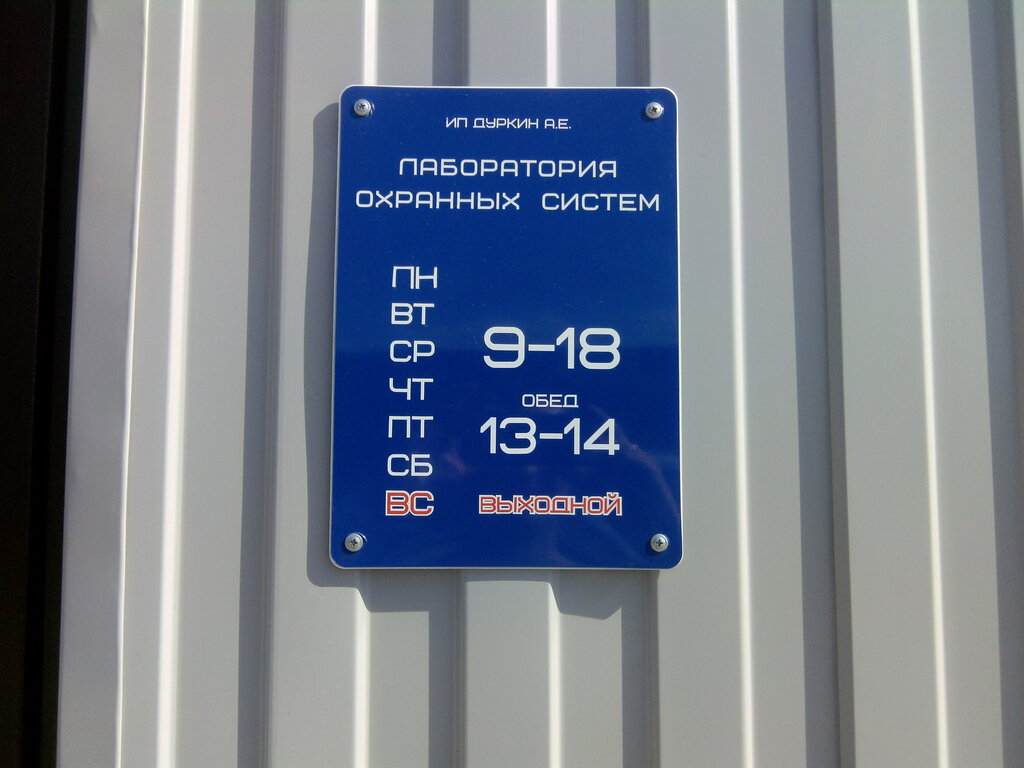 ИП ДУРКИН А.Е.
ЛАБОРАТОРИЯ
ОХРАННЫХ СИСТЕМ
ПН
ВТ
СР
ЧТ
ПТ
СБ
9-18
ОБЕД
13-14
ВС ВЫХОДНОЙ